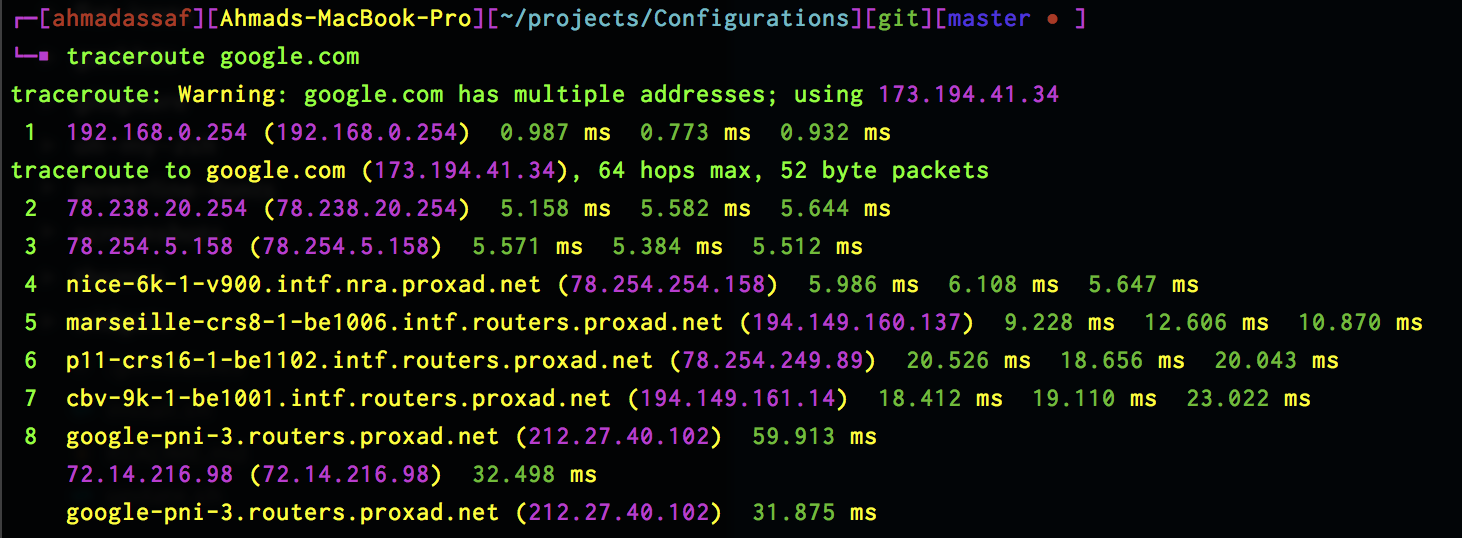 ┌─[ahmadassaf][Ahmads-MacBook-Pro][~/projects/Configurations][git][master ● ]
└─▪ traceroute google.com
traceroute: Warning: google.com has multiple addresses; using 173.194.41.34
 1  192.168.0.254 (192.168.0.254)  0.987 ms  0.773 ms  0.932 ms
traceroute to google.com (173.194.41.34), 64 hops max, 52 byte packets
 2  78.238.20.254 (78.238.20.254)  5.158 ms  5.582 ms  5.644 ms
 3  78.254.5.158 (78.254.5.158)  5.571 ms  5.384 ms  5.512 ms
 4  nice-6k-1-v900.intf.nra.proxad.net (78.254.254.158)  5.986 ms  6.108 ms  5.647 ms
 5  marseille-crs8-1-be1006.intf.routers.proxad.net (194.149.160.137)  9.228 ms  12.606 ms  10.870 ms
 6  p11-crs16-1-be1102.intf.routers.proxad.net (78.254.249.89)  20.526 ms  18.656 ms  20.043 ms
 7  cbv-9k-1-be1001.intf.routers.proxad.net (194.149.161.14)  18.412 ms  19.110 ms  23.022 ms
 8  google-pni-3.routers.proxad.net (212.27.40.102)  59.913 ms
    72.14.216.98 (72.14.216.98)  32.498 ms
    google-pni-3.routers.proxad.net (212.27.40.102)  31.875 ms